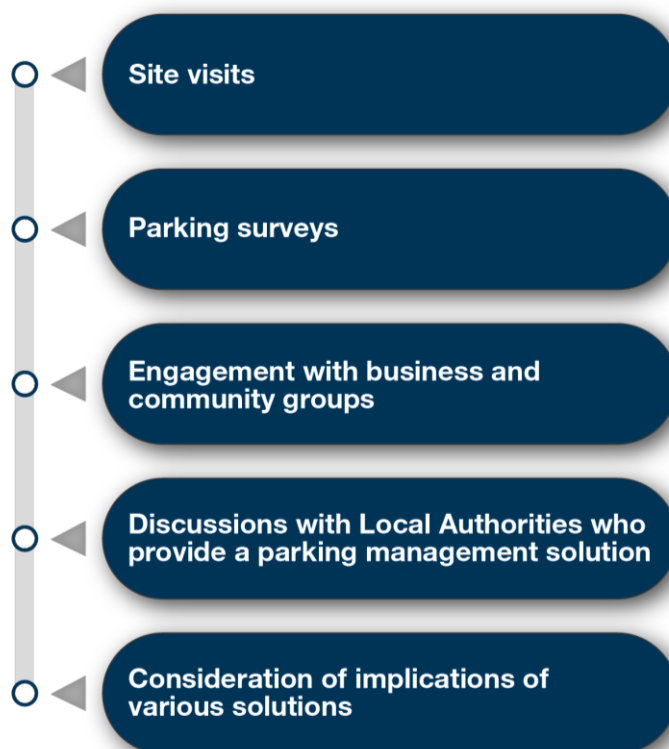 Site visits
Parking surveys
Engagement with business and
community groups
Discussions with Local Authorities who
provide a parking management solution
Consideration of implications of
various solutions